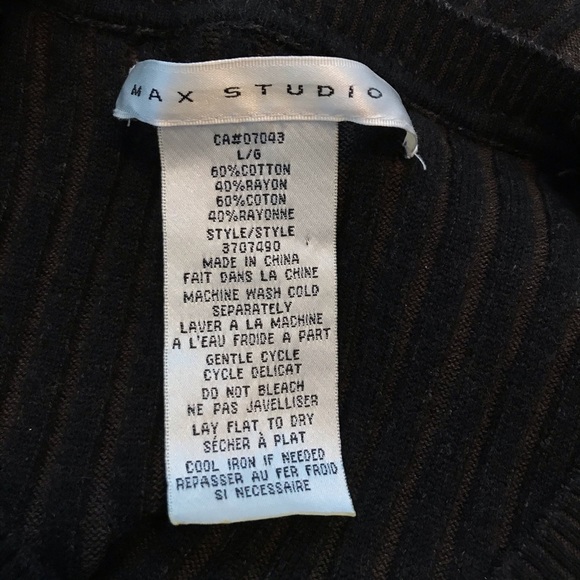 MAX STUDIO
CA#07043
L/G
60%COTTON
40%RAYON
60%COTON
40%RAYONNE
STYLE/STYLE
3707490
MADE IN CHINA
FAIT DANS LA CHINE
MACHINE WASH COLD
SEPARATELY
LAVER A LA MACHINE
A L'EAU FROIDE A PART
GENTLE CYCLE
CYCLE DELICAT
DO NOT BLEACH
NE PAS JAVELLISER
LAY FLAT TO DRY
SÉCHER À PLAT
COOL IRON IF NEEDED
REPASSER AU FER FROID
SI NECESSAIRE